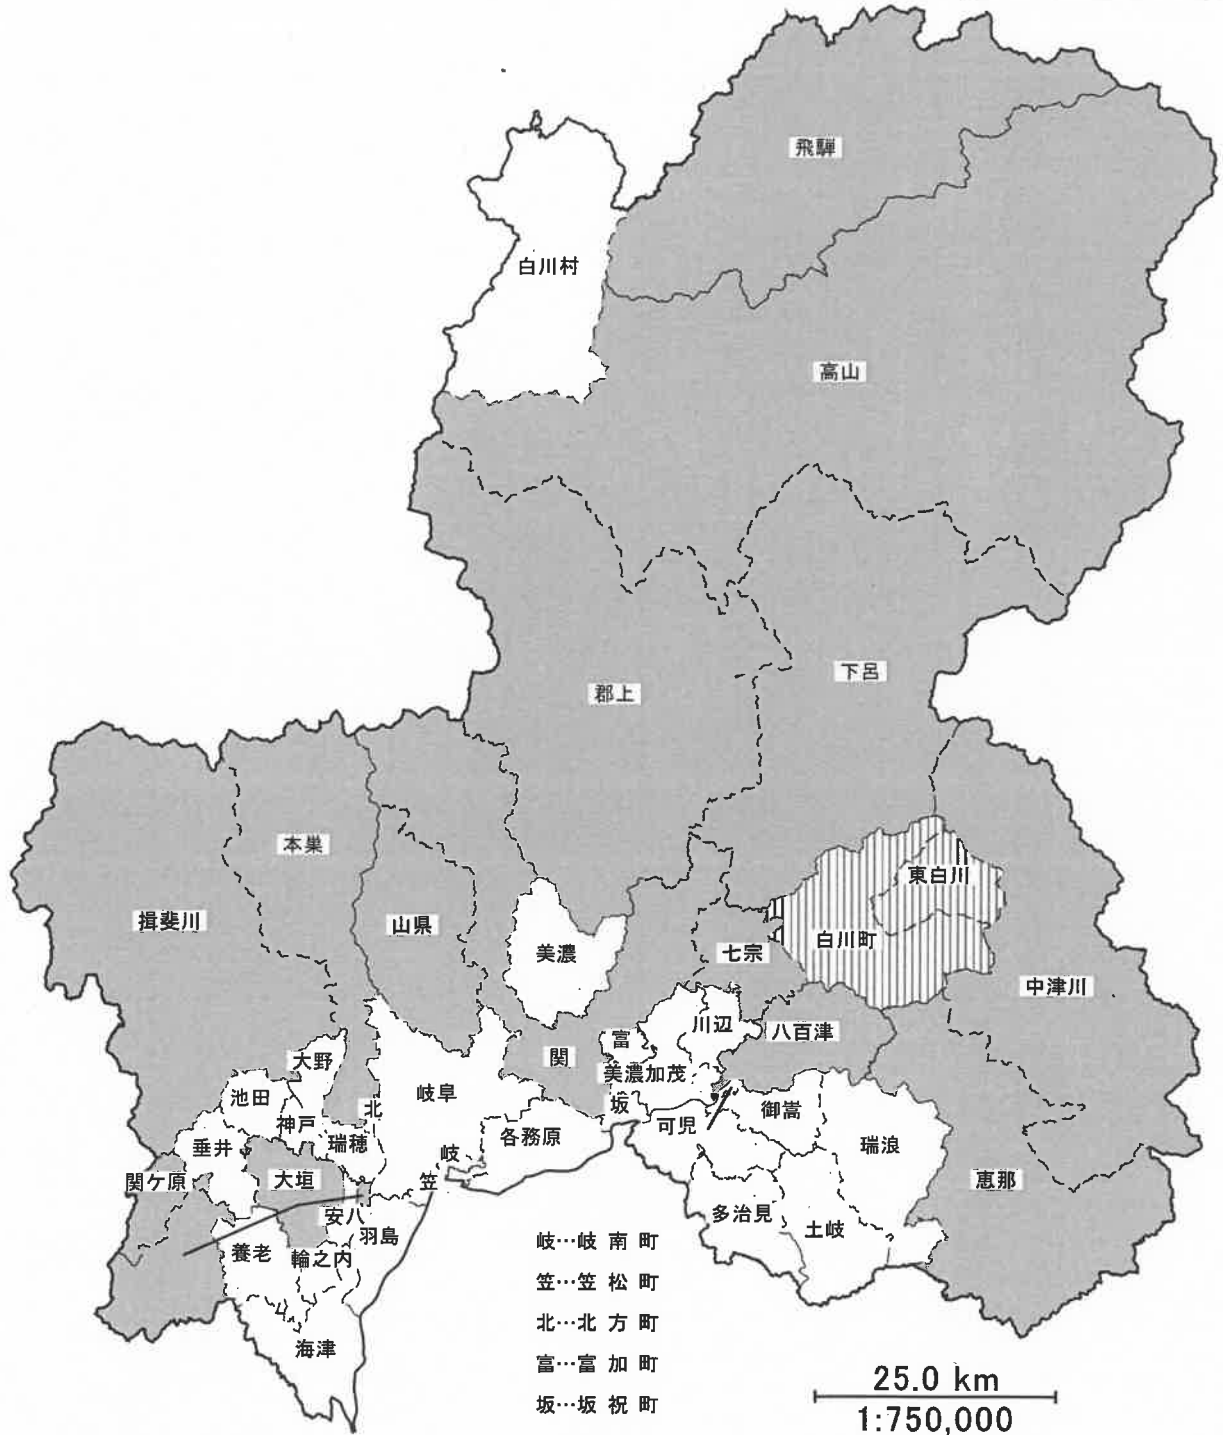 飛騨
白川村
高山
下呂
郡上
本巣
東白川
揖斐川
山県
白川町
美濃
七宗
中津川
川辺
八百津
富
関
大野
美濃加茂
岐阜
池田
坂
北
御嵩
神戸
可児
各務原
瑞穂
垂井
瑞浪
岐
関ケ原
大垣
笠
恵那
安八
多治見
土岐
羽島
養老
輪之内
海津
岐…岐南町
笠…笠松町
北…北方町
富…富加町
坂…坂祝町
25.0 km
1:750,000